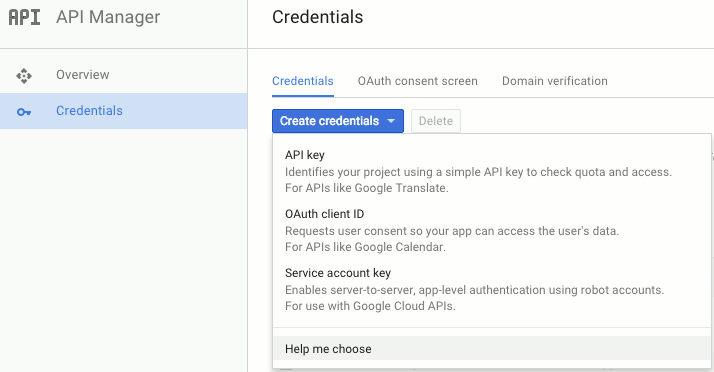 API API Manager
Credentials
Overview
Credentials
Credentials OAuth consent screen Domain verification
Create credentials Delete
API key
Identifies your project using a simple API key to check quota and access.
For APIs like Google Translate.
OAuth client ID
Requests user consent so your app can access the user's data.
For APIs like Google Calendar.
Service account key
Enables server-to-server, app-level authentication using robot accounts.
For use with Google Cloud APIs.
Help me choose